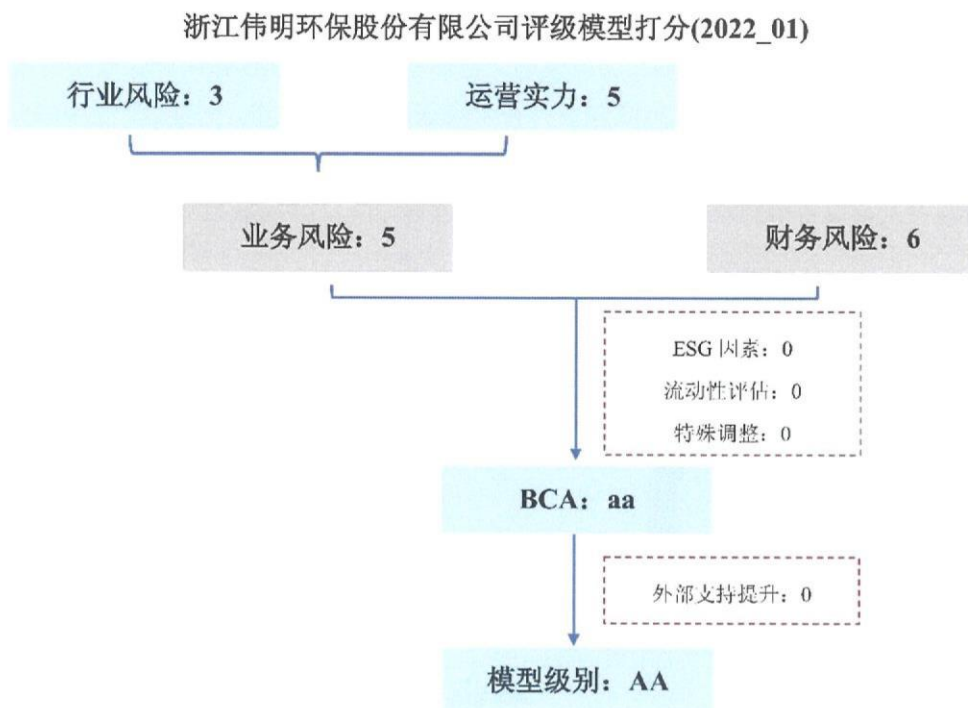 浙江伟明环保股份有限公司评级模型打分(2022_01)
行业风险：3
运营实力：5
业务风险：5
财务风险：6
ESG 因素：0
流动性评估：0
特殊调整：0
BCA：aa
外部支持提升：0
模型级别：AA